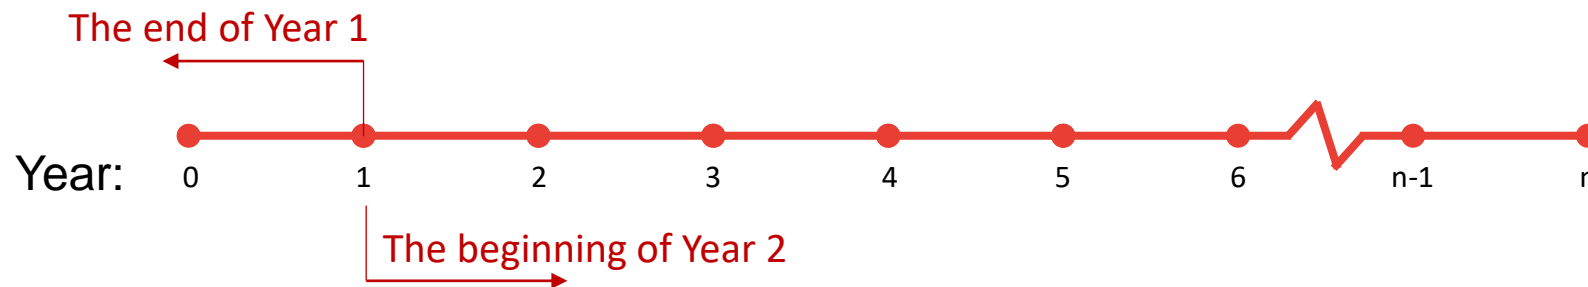 The end of Year 1
Year: 0 1 2 3 4 5 6 n-1
The beginning of Year 2